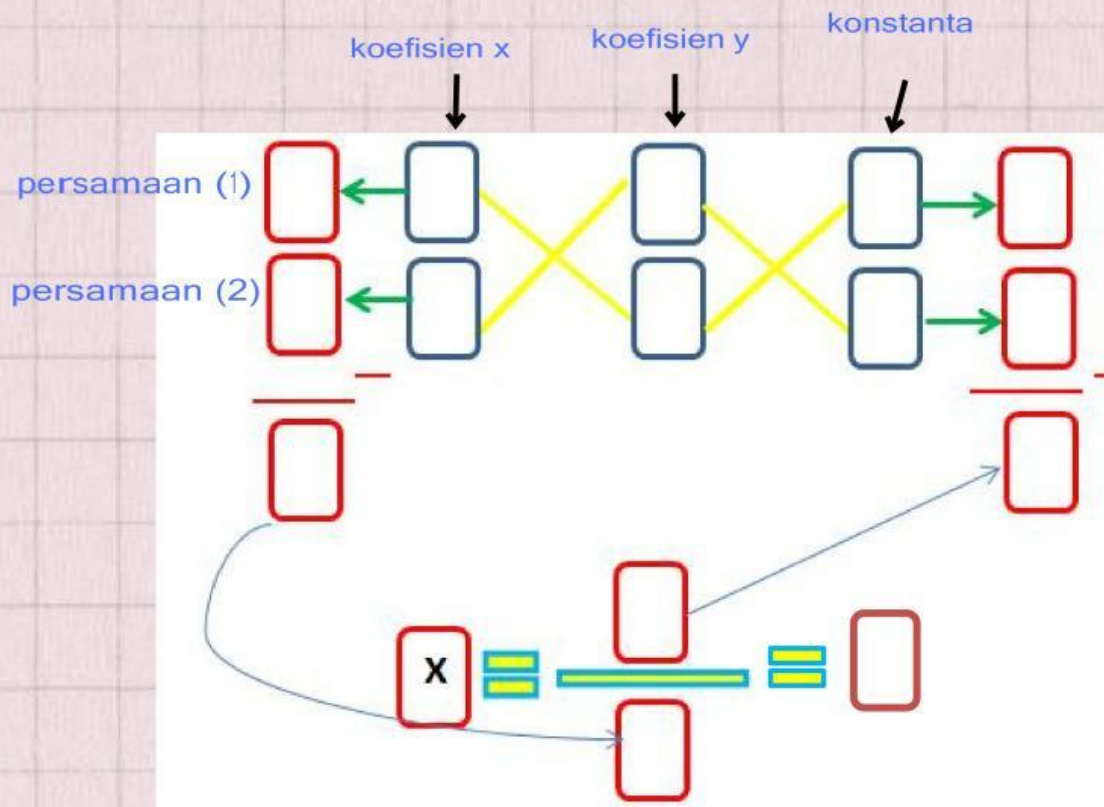 koefisien x koefisien y konstanta
persamaan (1)
persamaan (2)
X